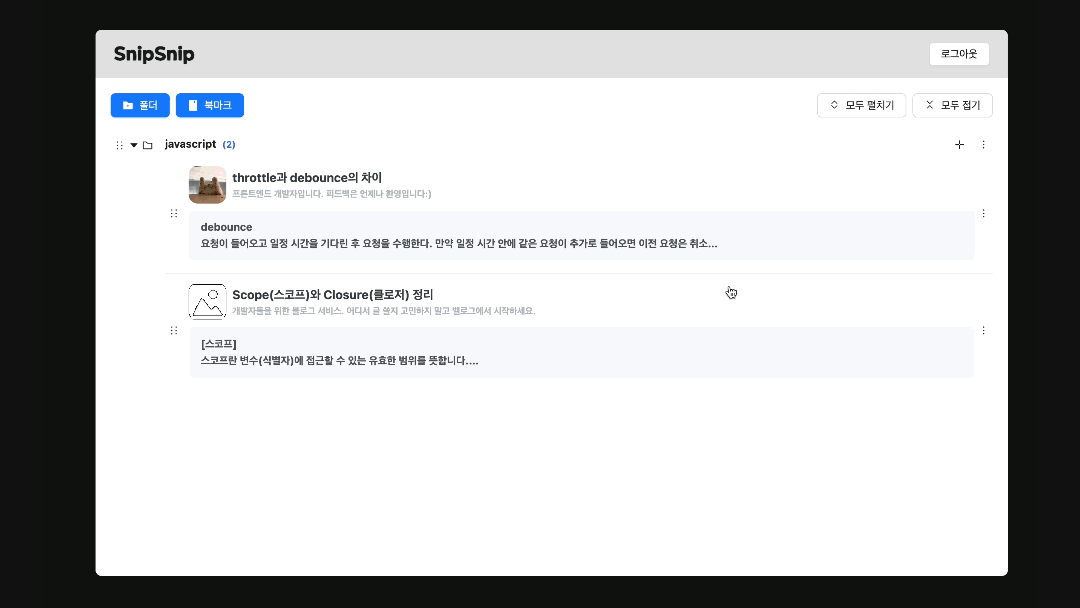 SnipSnip
로그아웃
폴더
북마크
모두 펼치기
모두 접기
javascript (2)
throttle과 debounce의 차이
프론트엔드 개발자입니다. 피드백은 언제나 환영입니다:)
debounce
요청이 들어오고 일정 시간을 기다린 후 요청을 수행한다. 만약 일정 시간 안에 같은 요청이 추가로 들어오면 이전 요청은 취소...
Scope(스코프)와 Closure(클로저) 정리
개발자들을 위한 블로그 서비스. 어디서 글 쓸지 고민하지 말고 벨로그에서 시작하세요.
[스코프]
스코프란 변수(식별자)에 접근할 수 있는 유효한 범위를 뜻합니다....